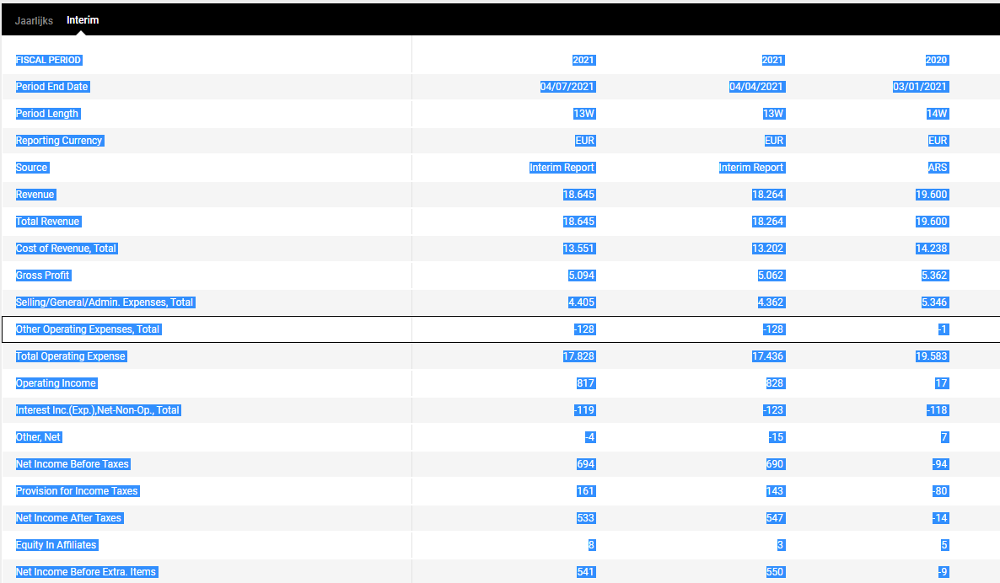 Jaarlijks Interim
FISCAL PERIOD 2021 2021 2020
Period End Date 04/07/2021 04/04/2021 03/01/2021
Period Length 13W 13W 14W
Reporting Currency EUR EUR EUR
Source Interim Report Interim Report ARS
Revenue 18.645 18.264 19.600
Total Revenue 18.645 18.264 19.600
Cost of Revenue, Total 13.551 13.202 14.238
Gross Profit 5.094 5.062 5.362
Selling/General/Admin. Expenses, Total 4.405 4.362 5.346
Other Operating Expenses, Total -128 -128 -1
Total Operating Expense 17.828 17.436 19.583
Operating Income 817 828 17
Interest Inc.(Exp.),Net-Non-Op., Total -119 -123 -118
Other, Net -4 -15 7
Net Income Before Taxes 694 690 -94
Provision for Income Taxes 161 143 -80
Net Income After Taxes 533 547 -14
Equity In Affiliates 8 3 5
Net Income Before Extra. Items 541 550 -9